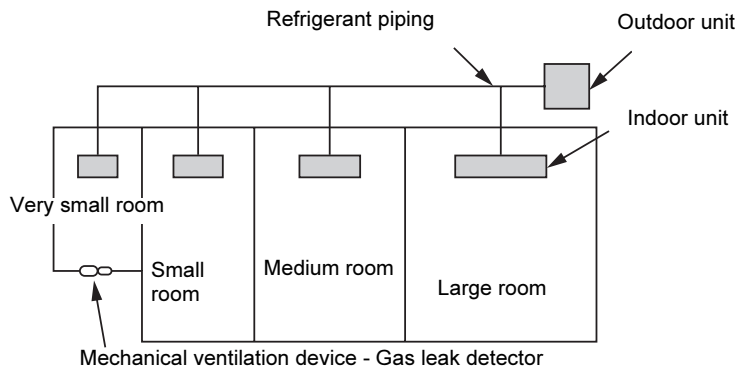 Refrigerant piping
Outdoor unit
Indoor unit
Very small room
Small
room
Medium room
Large room
Mechanical ventilation device - Gas leak detector